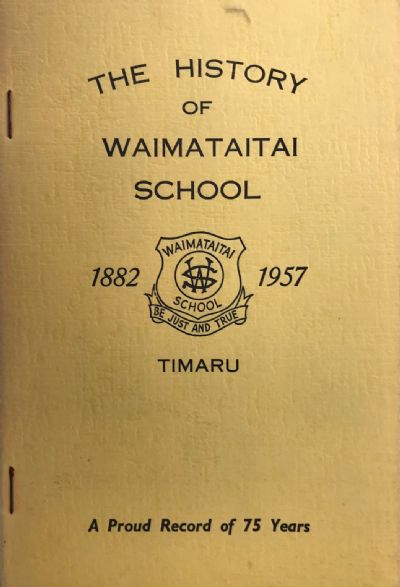 THE HISTORY
OF
WAIMATAITAI
SCHOOL
1882
WAIMATAITAI
WS
SCHOOL
BE JUST AND TRUE
1957
TIMARU
A Proud Record of 75 Years